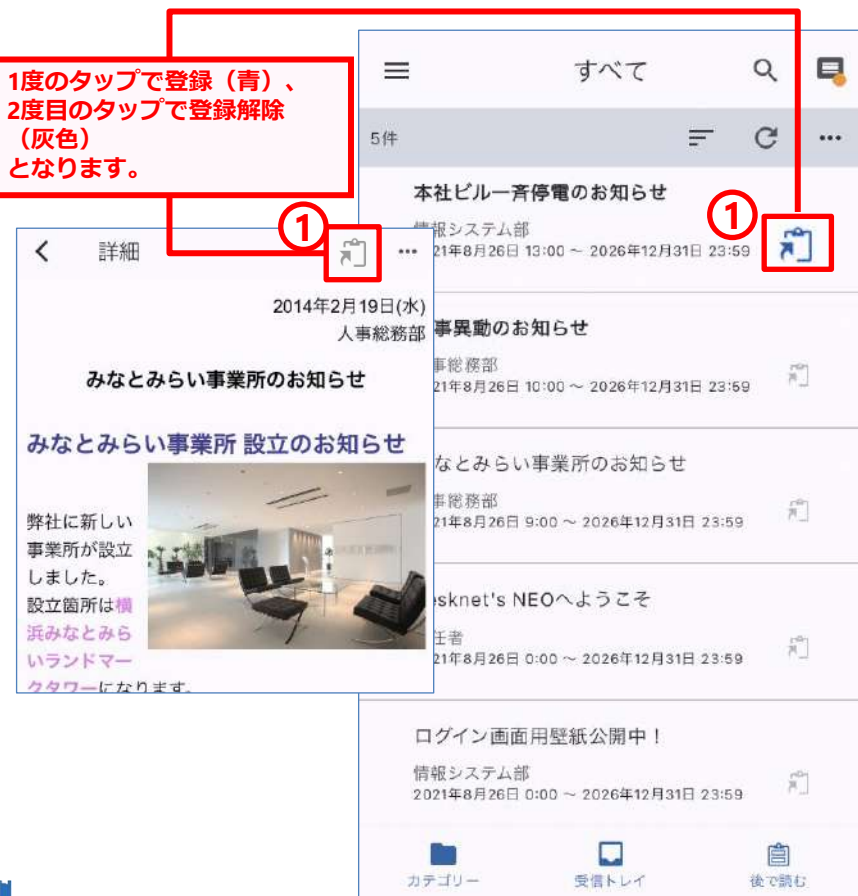 1度のタップで登録（青）、
2度目のタップで登録解除
（灰色）
となります。
すべて
5件
本社ビル一斉停電のお知らせ
報システム部
21年8月26日 13:00 ～ 2026年12月31日 23:59
①
事異動のお知らせ
事総務部
21年8月26日 10:00 ～ 2026年12月31日 23:59
なとみらい事業所のお知らせ
事総務部
21年8月26日 9:00 ～ 2026年12月31日 23:59
esknet's NEOへようこそ
任者
21年8月26日 0:00 ～ 2026年12月31日 23:59
ログイン画面用壁紙公開中！
情報システム部
2021年8月26日 0:00 ～ 2026年12月31日 23:59
カテゴリー
受信トレイ
後で読む
①
詳細
2014年2月19日(水)
人事総務部
みなとみらい事業所のお知らせ
みなとみらい事業所 設立のお知らせ
弊社に新しい
事業所が設立
しました。
設立箇所は横
浜みなとみら
いランドマー
クタワーになります。